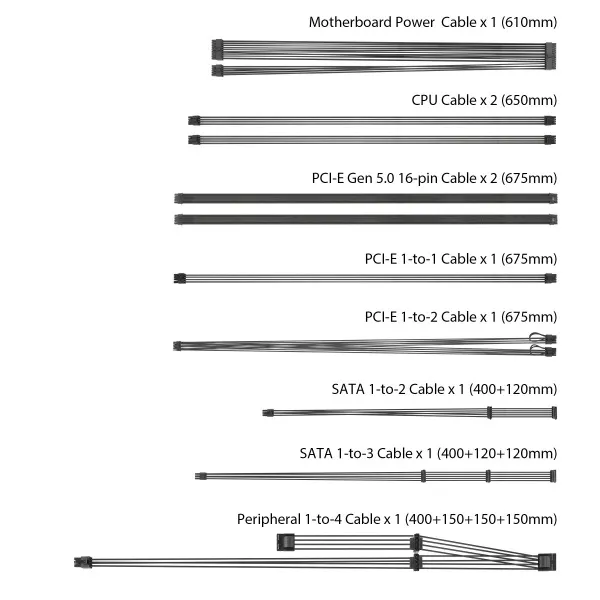 Motherboard Power Cable x 1 (610mm)
CPU Cable x 2 (650mm)
PCI-E Gen 5.0 16-pin Cable x 2 (675mm)
PCI-E 1-to-1 Cable x 1 (675mm)
PCI-E 1-to-2 Cable x 1 (675mm)
SATA 1-to-2 Cable x 1 (400+120mm)
SATA 1-to-3 Cable x 1 (400+120+120mm)
Peripheral 1-to-4 Cable x 1 (400+150+150+150mm)